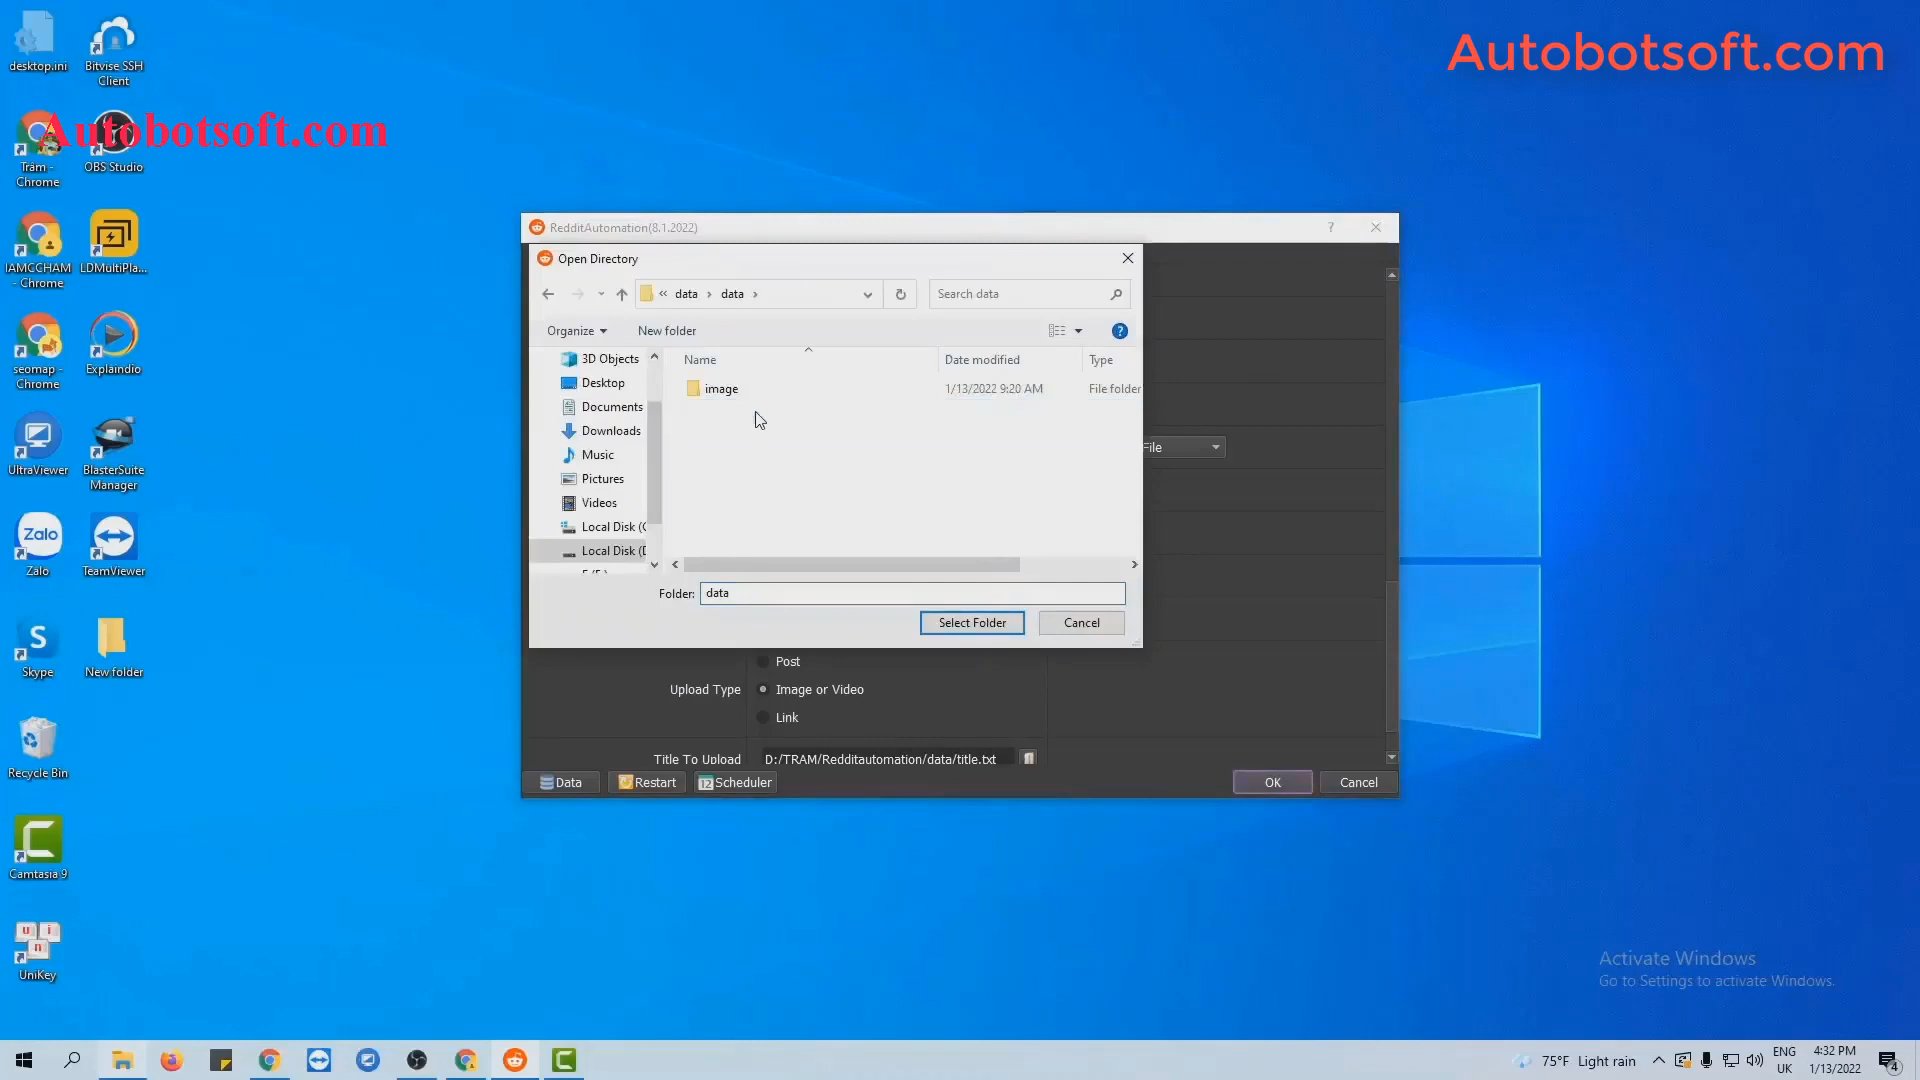 Autobotsoft.com
Autobotsoft.com
desktop.ini
Bitvise SSH
Client
Trâm -
Chrome
OBS Studio
IAMCCHAM
- Chrome
LDMultiPla...
seomap -
Chrome
Explaindio
UltraViewer
BlasterSuite
Manager
Zalo
Zalo
TeamViewer
Skype
New folder
Recycle Bin
Camtasia 9
UniKey
RedditAutomation(8.1.2022)
?
Open Directory
« data › data ›
Search data
Organize
New folder
?
3D Objects
Desktop
Documents
Downloads
Music
Pictures
Videos
Local Disk (C
Local Disk (D
Name
Date modified
Type
image
1/13/2022 9:20 AM
File folder
Folder:
data
Select Folder
Cancel
File
Upload Type
Post
Image or Video
Link
Title To Upload
D:/TRAM/Redditautomation/data/title.txt
Data
Restart
12 Scheduler
OK
Cancel
Activate Windows
Go to Settings to activate Windows.
75°F Light rain
ENG
UK
4:32 PM
1/13/2022
4